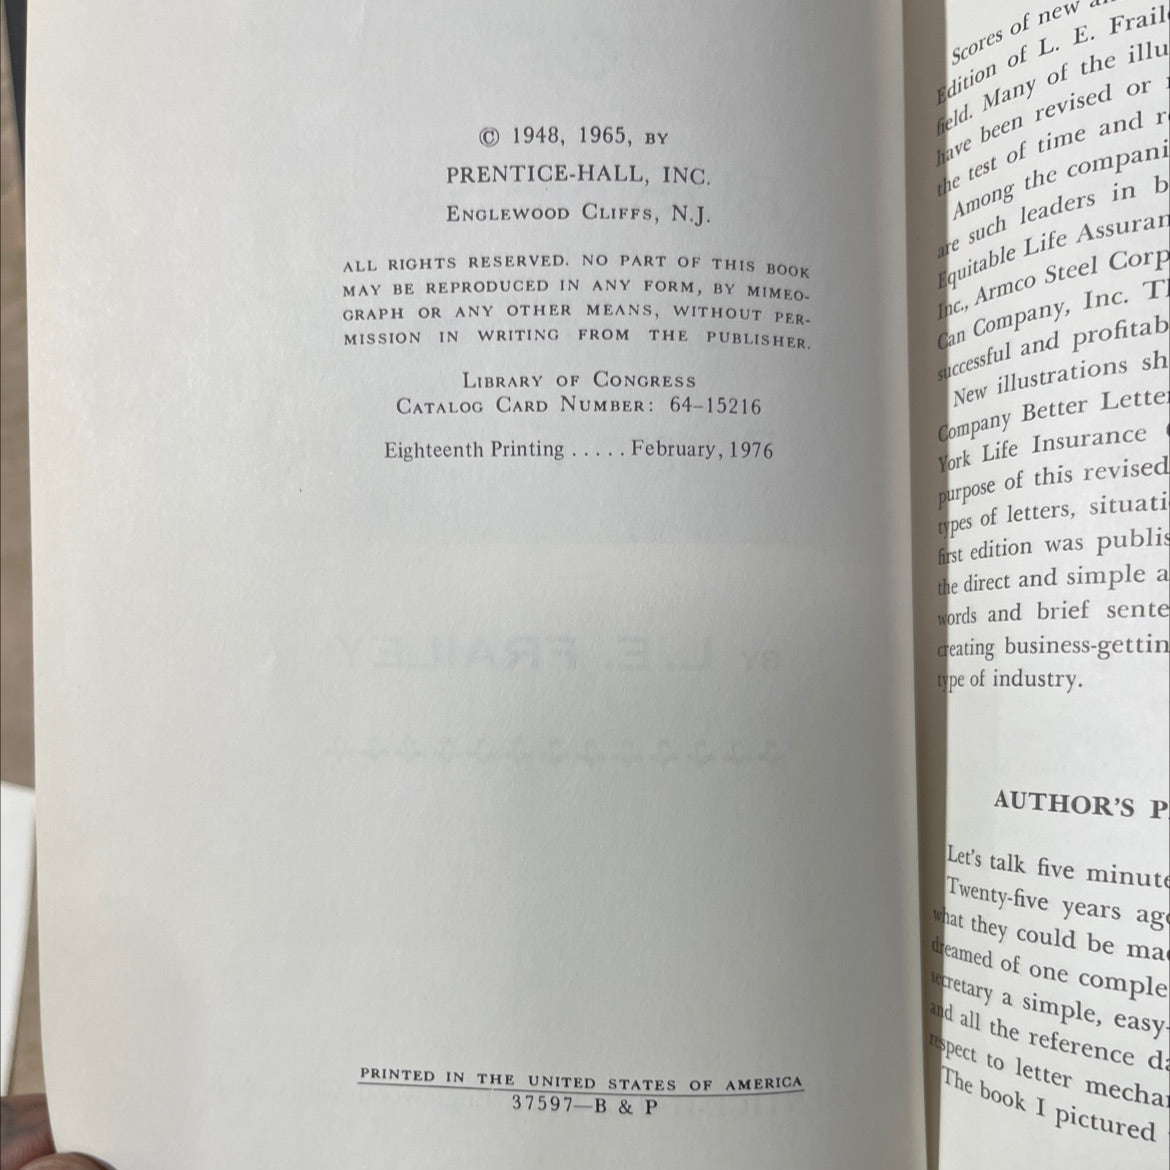 © 1948, 1965, BY
PRENTICE-HALL, INC.
ENGLEWOOD CLIFFS, N.J.
ALL RIGHTS RESERVED. NO PART OF THIS BOOK
MAY BE REPRODUCED IN ANY FORM, BY MIMEO-
GRAPH OR ANY OTHER MEANS, WITHOUT PER-
MISSION IN WRITING FROM THE PUBLISHER.
LIBRARY OF CONGRESS
CATALOG CARD NUMBER: 64–15216
Eighteenth Printing ..... February, 1976
BY L. E. FRAILEY
PRINTED IN THE UNITED STATES OF AMERICA
37597—B & P
Scores of new
Edition of L. E. Frail
field. Many of the illu
have been revised or
the test of time and r
Among the compani
are such leaders in b
Equitable Life Assuran
Inc., Armco Steel Corp
Can Company, Inc. T
successful and profitab
New illustrations sh
Company Better Lette
York Life Insurance
purpose of this revised
types of letters, situati
first edition was publis
the direct and simple a
words and brief sente
creating business-gettin
type of industry.
AUTHOR'S P
Let's talk five minute
Twenty-five years ago
what they could be ma
dreamed of one comple
secretary a simple, easy-
and all the reference da
respect to letter mecha
The book I pictured